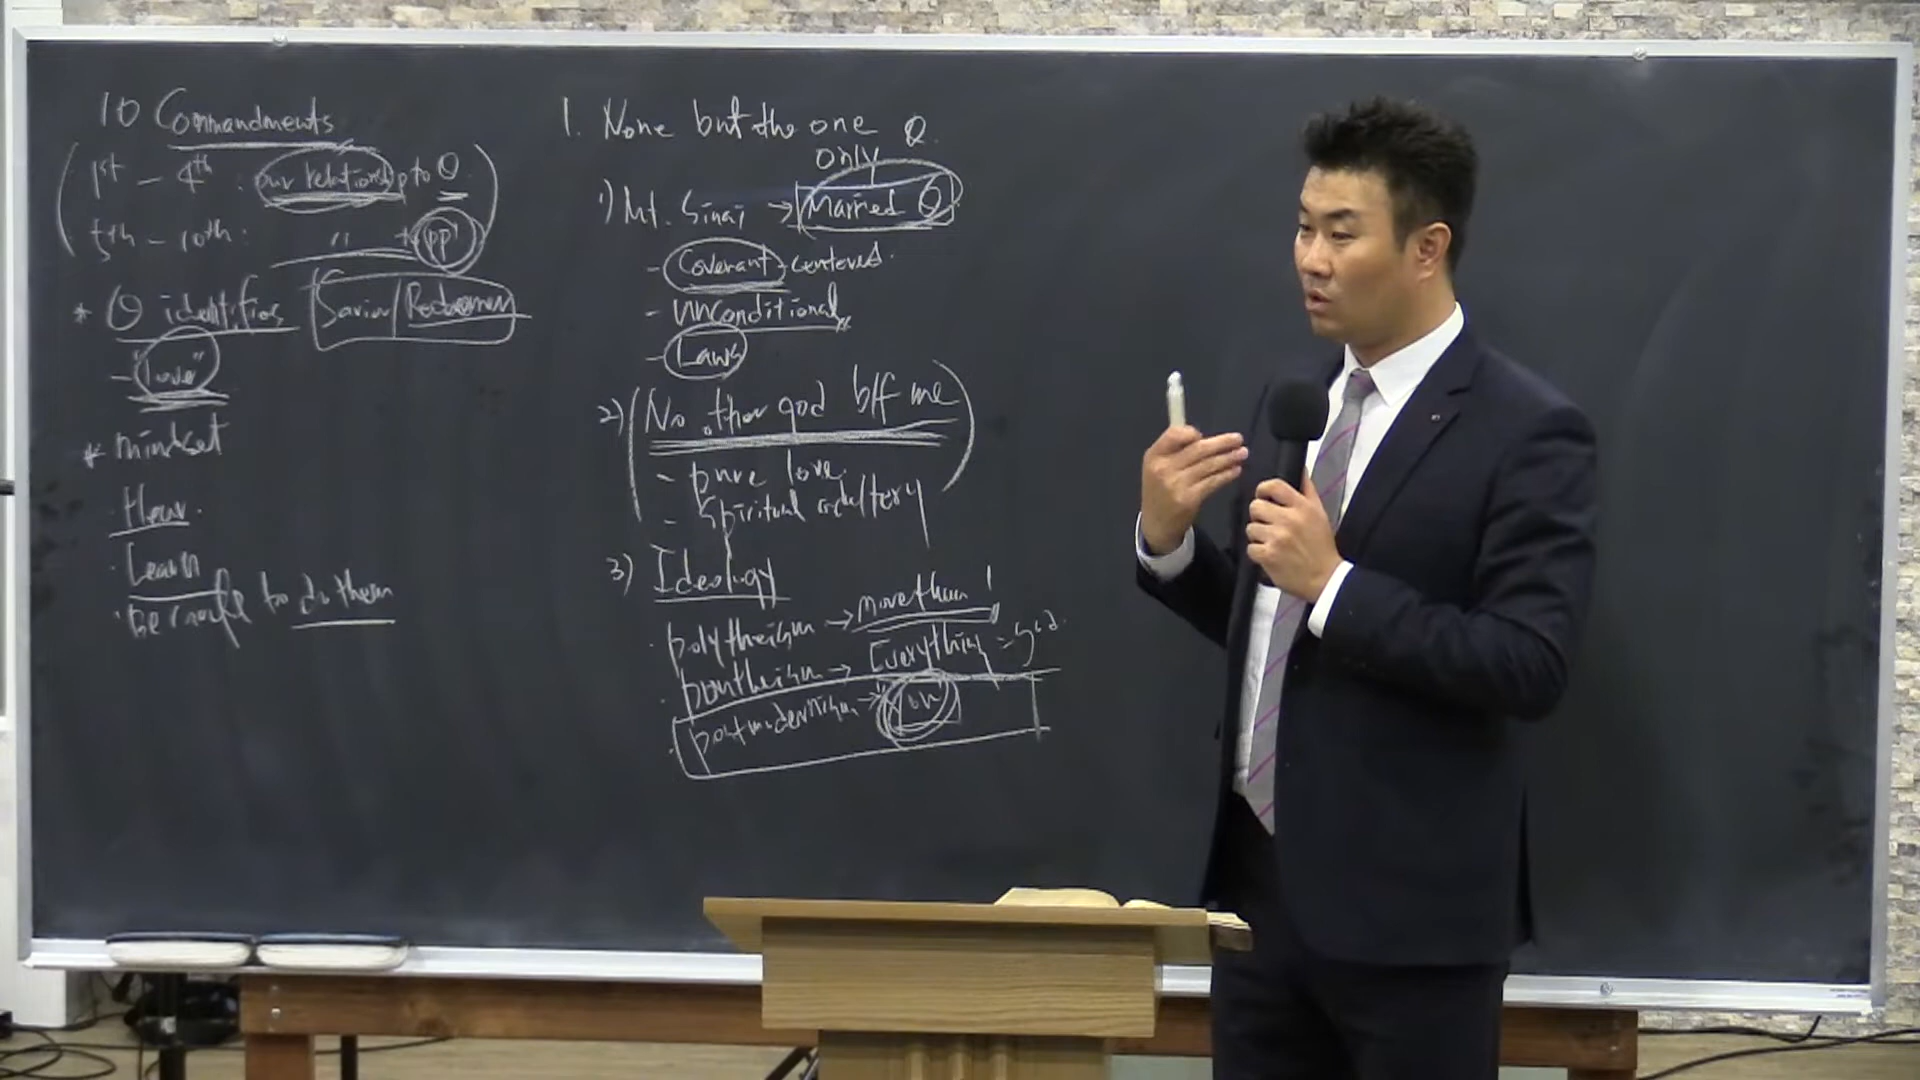 10 Commandments
1st - 4th : our relationship to Θ
5th - 10th : " to ppl
* Θ identifies Savior/Redeemer
- "love"
* mindset
· Hear.
· Learn
· Be careful to do them
1. None but the one Θ.
only
1) Mt. Sinai → Married Θ
- Covenant-centered.
- unconditional
- Laws
2) (No other god b/f me)
- pure love.
- spiritual adultery
3) Ideology
· polytheism → more than 1
· pantheism → Everything = god.
· postmodernism →